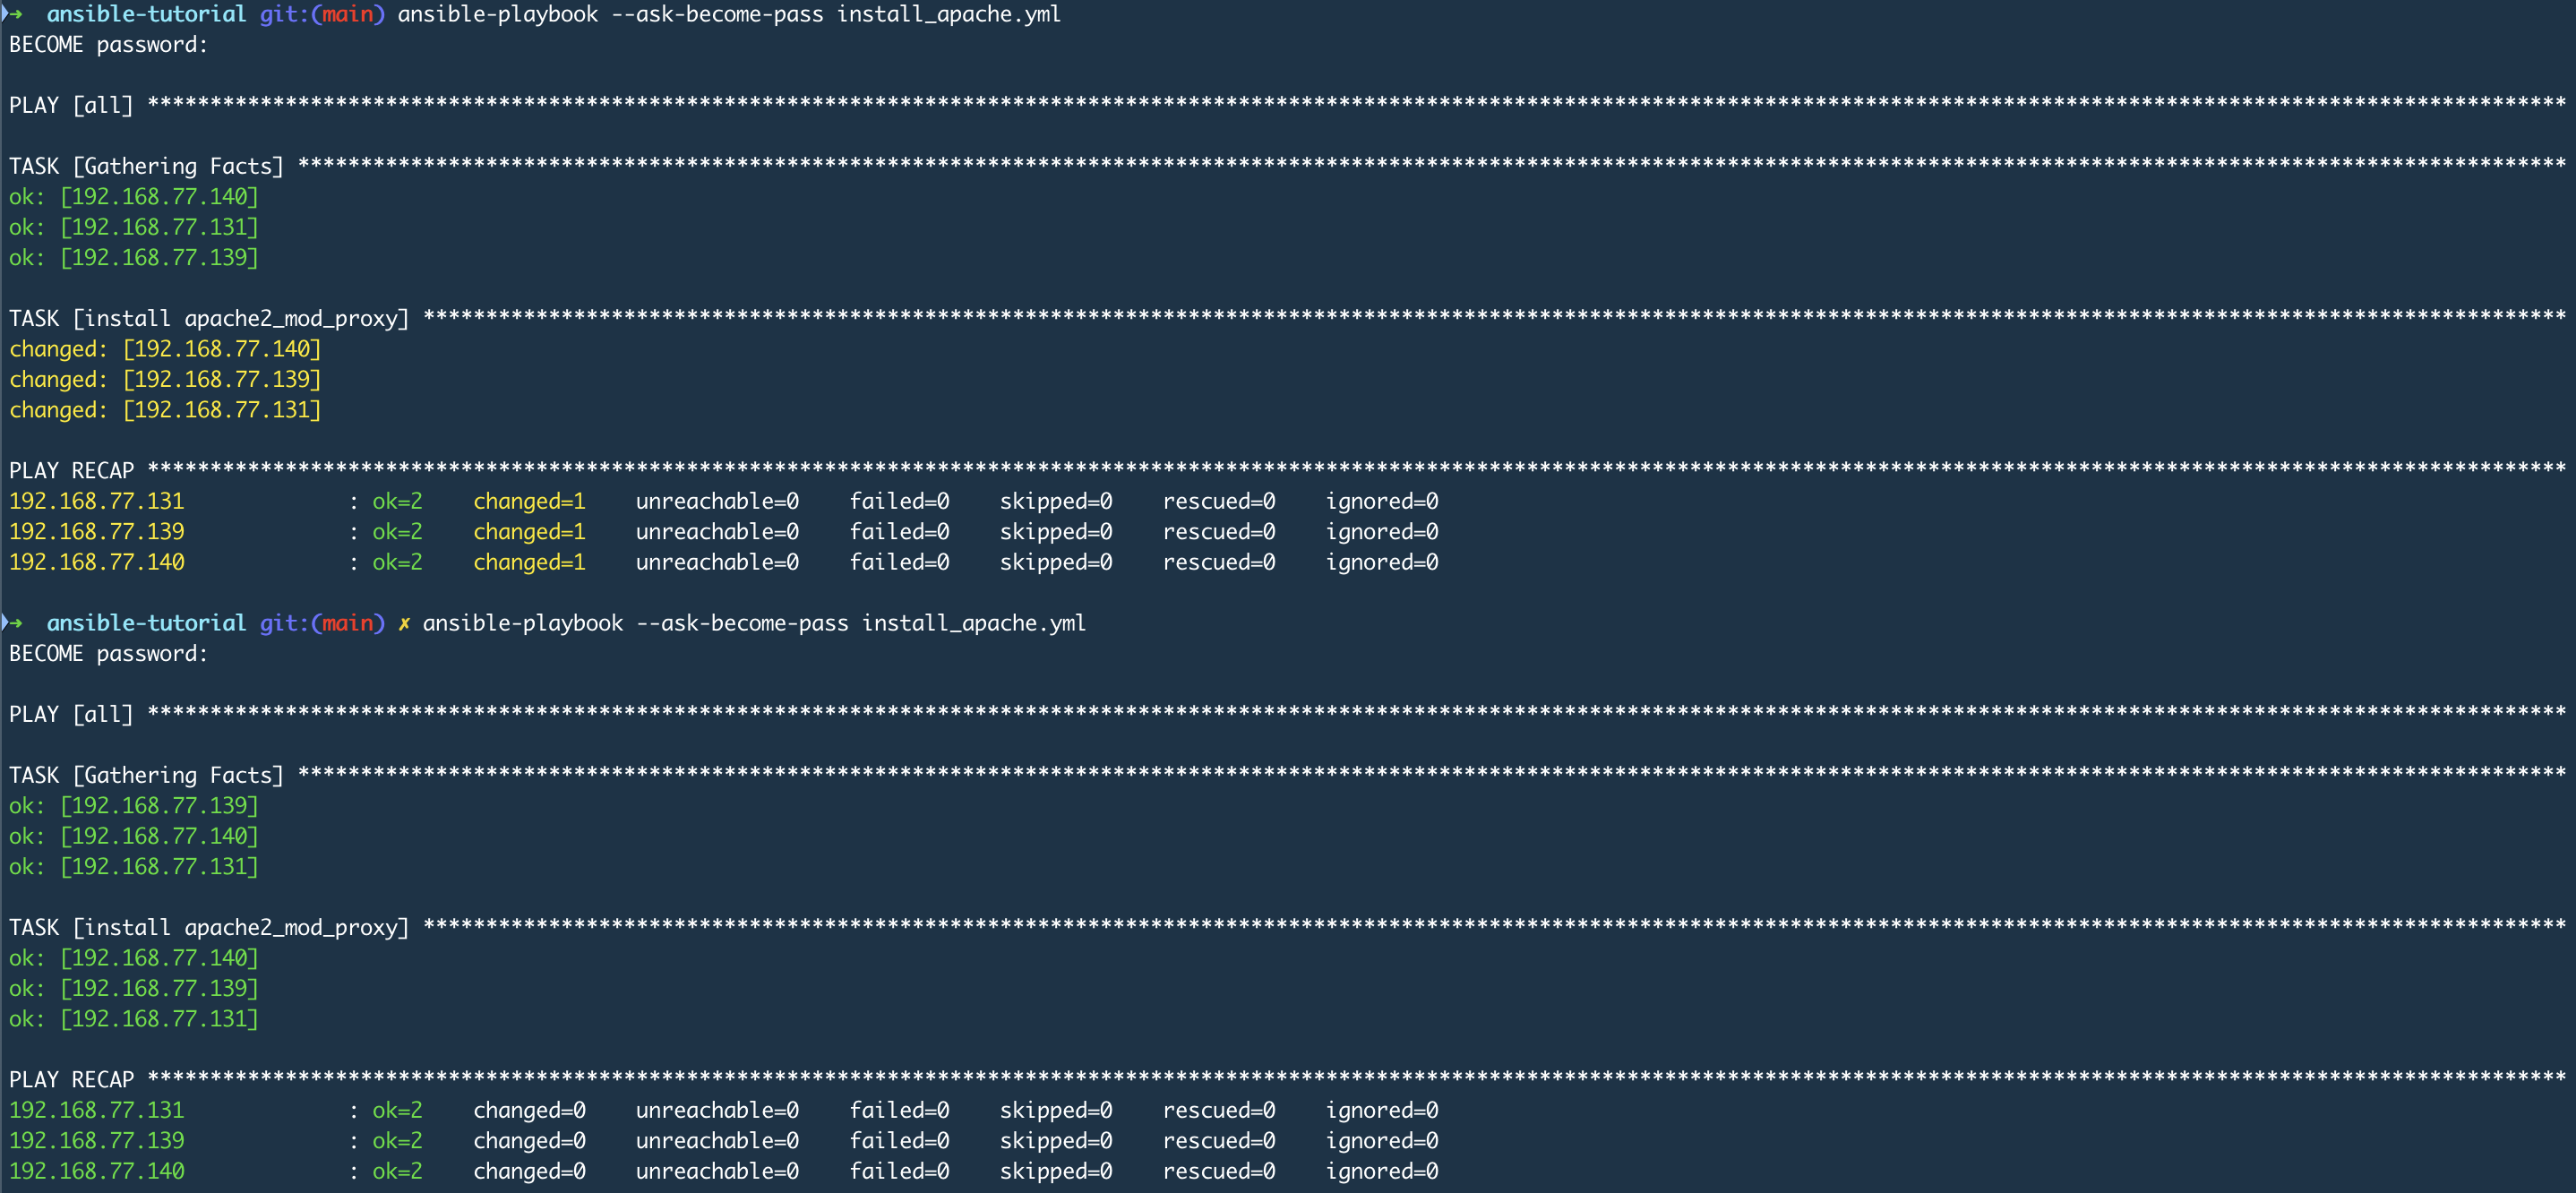 ➜  ansible-tutorial git:(main) ansible-playbook --ask-become-pass install_apache.yml
BECOME password:
PLAY [all] *************************************************************************************************************************************************************************************************
TASK [Gathering Facts] *************************************************************************************************************************************************************************************
ok: [192.168.77.140]
ok: [192.168.77.131]
ok: [192.168.77.139]
TASK [install apache2_mod_proxy] ***************************************************************************************************************************************************************************
changed: [192.168.77.140]
changed: [192.168.77.139]
changed: [192.168.77.131]
PLAY RECAP *************************************************************************************************************************************************************************************************
192.168.77.131             : ok=2    changed=1    unreachable=0    failed=0    skipped=0    rescued=0    ignored=0
192.168.77.139             : ok=2    changed=1    unreachable=0    failed=0    skipped=0    rescued=0    ignored=0
192.168.77.140             : ok=2    changed=1    unreachable=0    failed=0    skipped=0    rescued=0    ignored=0
➜  ansible-tutorial git:(main) ✗ ansible-playbook --ask-become-pass install_apache.yml
BECOME password:
PLAY [all] *************************************************************************************************************************************************************************************************
TASK [Gathering Facts] *************************************************************************************************************************************************************************************
ok: [192.168.77.139]
ok: [192.168.77.140]
ok: [192.168.77.131]
TASK [install apache2_mod_proxy] ***************************************************************************************************************************************************************************
ok: [192.168.77.140]
ok: [192.168.77.139]
ok: [192.168.77.131]
PLAY RECAP *************************************************************************************************************************************************************************************************
192.168.77.131             : ok=2    changed=0    unreachable=0    failed=0    skipped=0    rescued=0    ignored=0
192.168.77.139             : ok=2    changed=0    unreachable=0    failed=0    skipped=0    rescued=0    ignored=0
192.168.77.140             : ok=2    changed=0    unreachable=0    failed=0    skipped=0    rescued=0    ignored=0